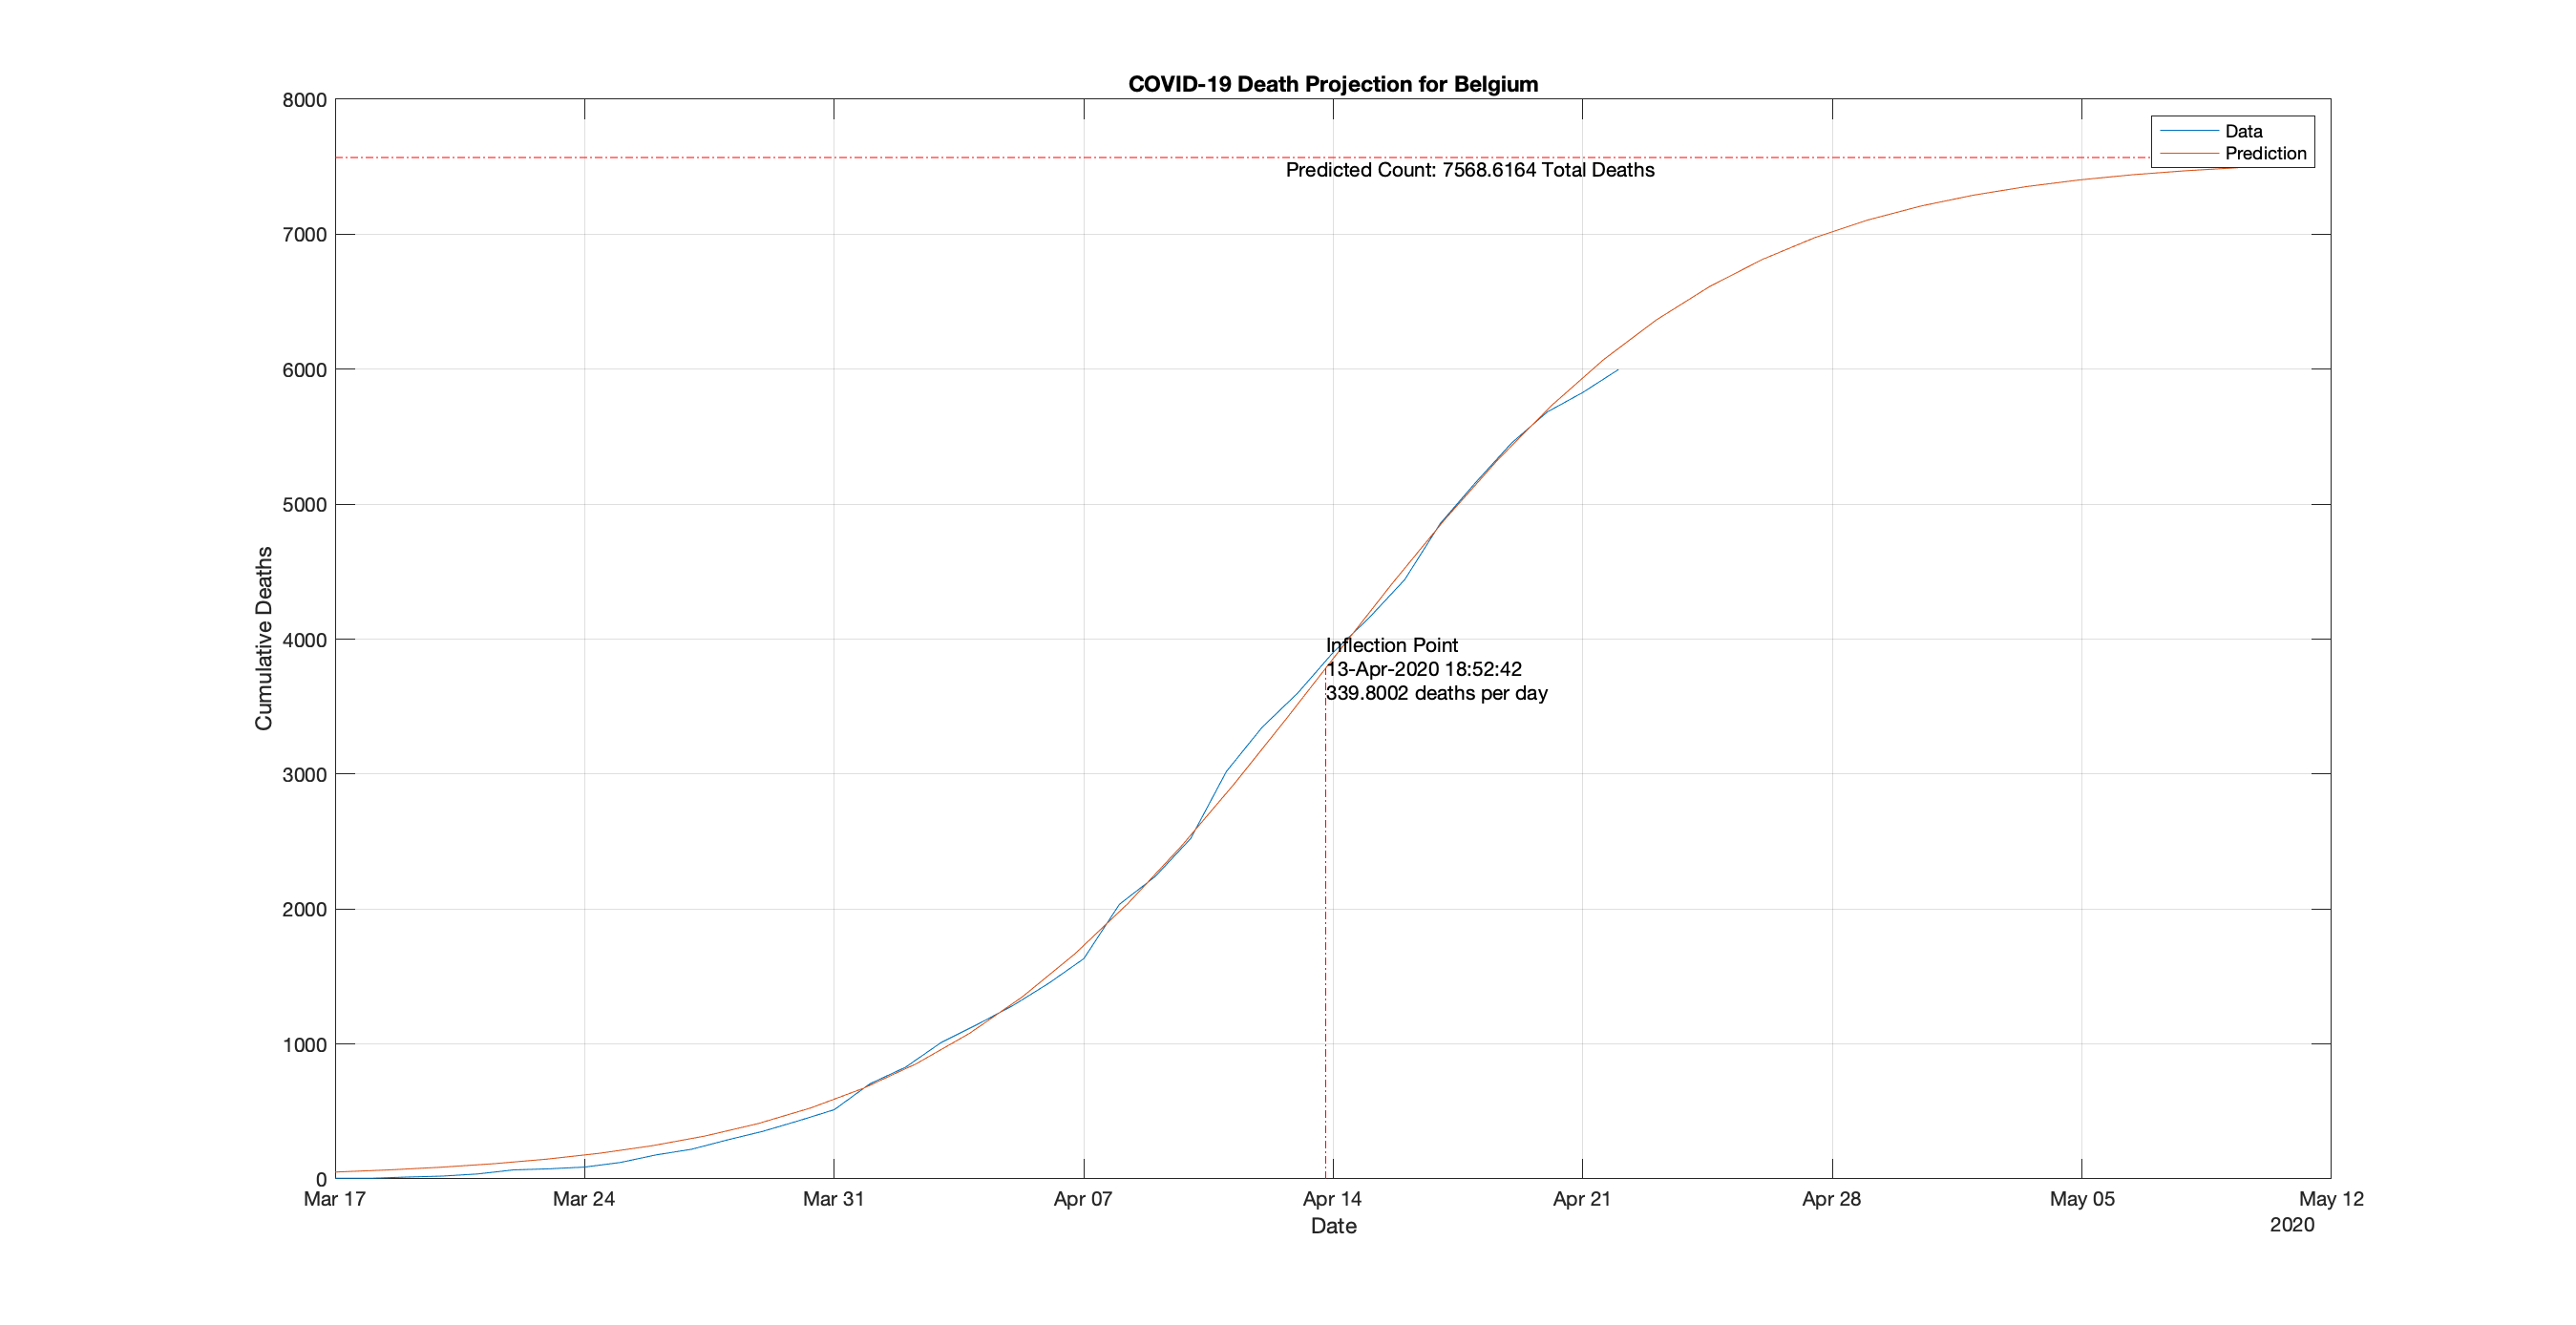 COVID-19 Death Projection for Belgium
8000
7000
6000
5000
4000
3000
2000
1000
0
Cumulative Deaths
Data
Prediction
Predicted Count: 7568.6164 Total Deaths
Inflection Point
13-Apr-2020 18:52:42
339.8002 deaths per day
Mar 17 Mar 24 Mar 31 Apr 07 Apr 14 Apr 21 Apr 28 May 05 May 12
Date
2020